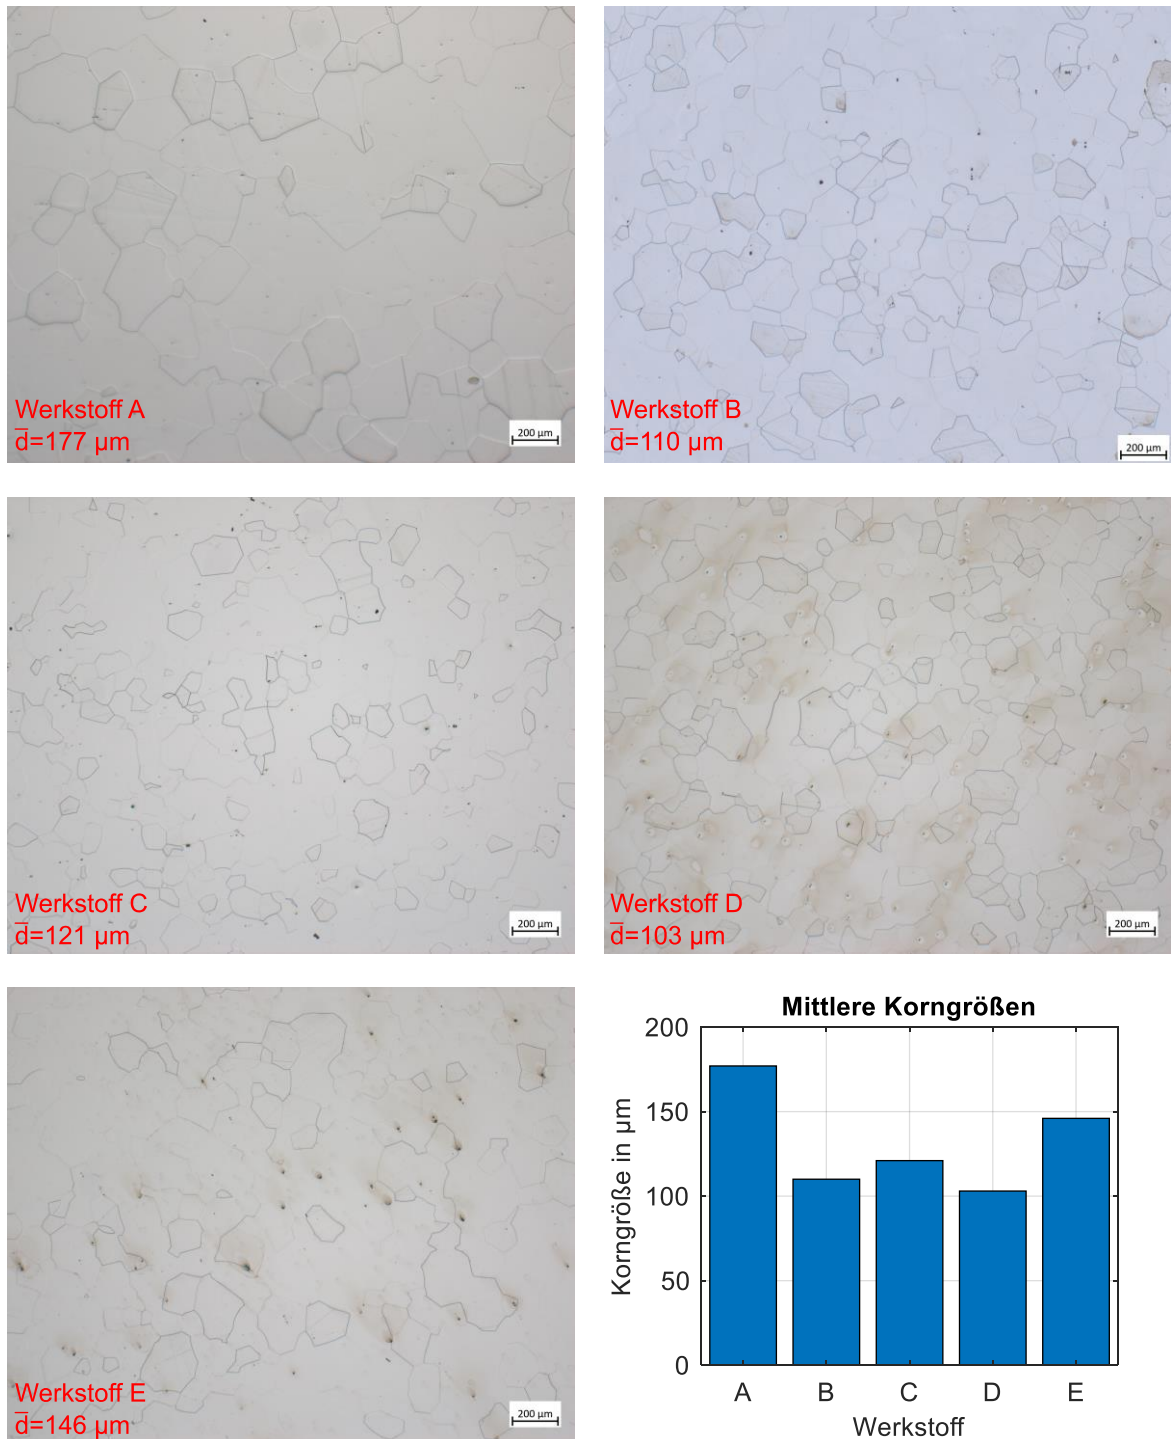 Werkstoff A
d̅=177 µm
200 µm
Werkstoff B
d̅=110 µm
200 µm
Werkstoff C
d̅=121 µm
200 µm
Werkstoff D
d̅=103 µm
200 µm
Werkstoff E
d̅=146 µm
200 µm
Mittlere Korngrößen
Korngröße in µm
200
150
100
50
0
A B C D E
Werkstoff